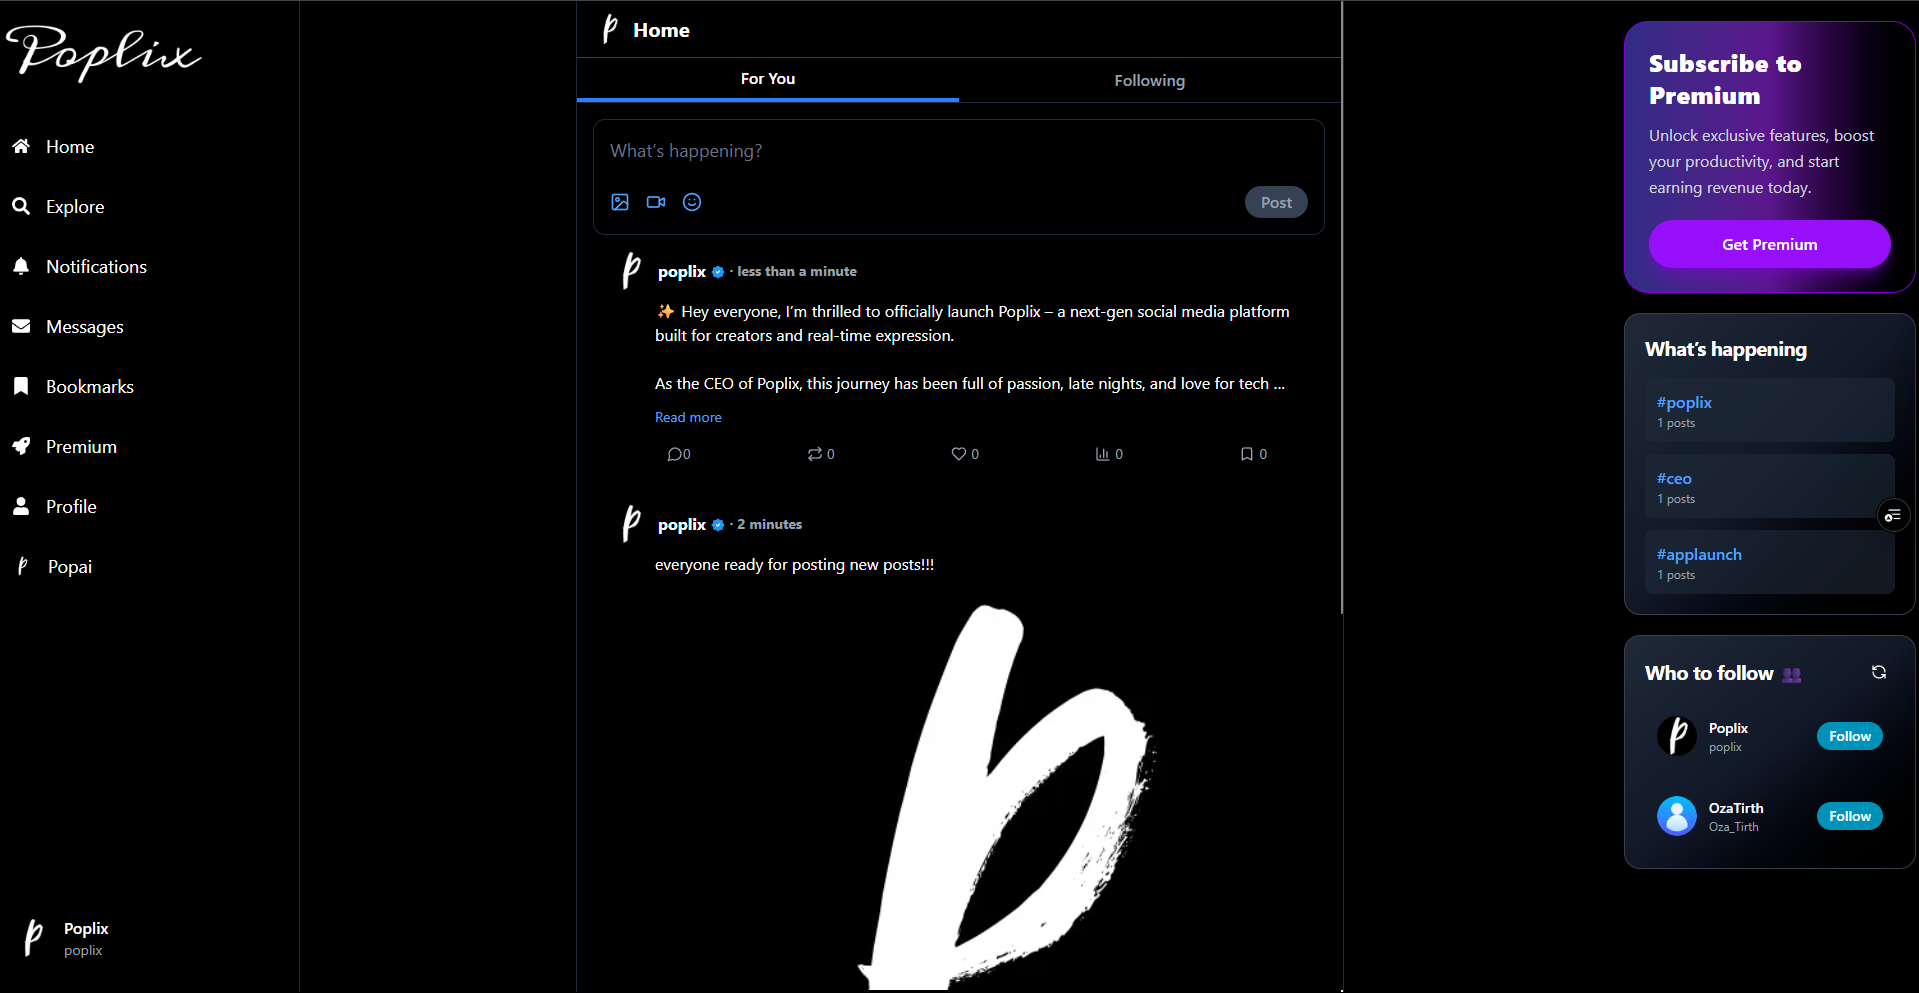 Poplix
Home
Explore
Notifications
Messages
Bookmarks
Premium
Profile
Popai
Poplix
poplix
Home
For You
Following
What's happening?
Post
poplix · less than a minute
✨ Hey everyone, I'm thrilled to officially launch Poplix – a next-gen social media platform
built for creators and real-time expression.
As the CEO of Poplix, this journey has been full of passion, late nights, and love for tech ...
Read more
0 0 0 0 0
poplix · 2 minutes
everyone ready for posting new posts!!!
Subscribe to
Premium
Unlock exclusive features, boost
your productivity, and start
earning revenue today.
Get Premium
What's happening
#poplix
1 posts
#ceo
1 posts
#applaunch
1 posts
Who to follow 👥
Poplix
poplix
Follow
OzaTirth
Oza_Tirth
Follow